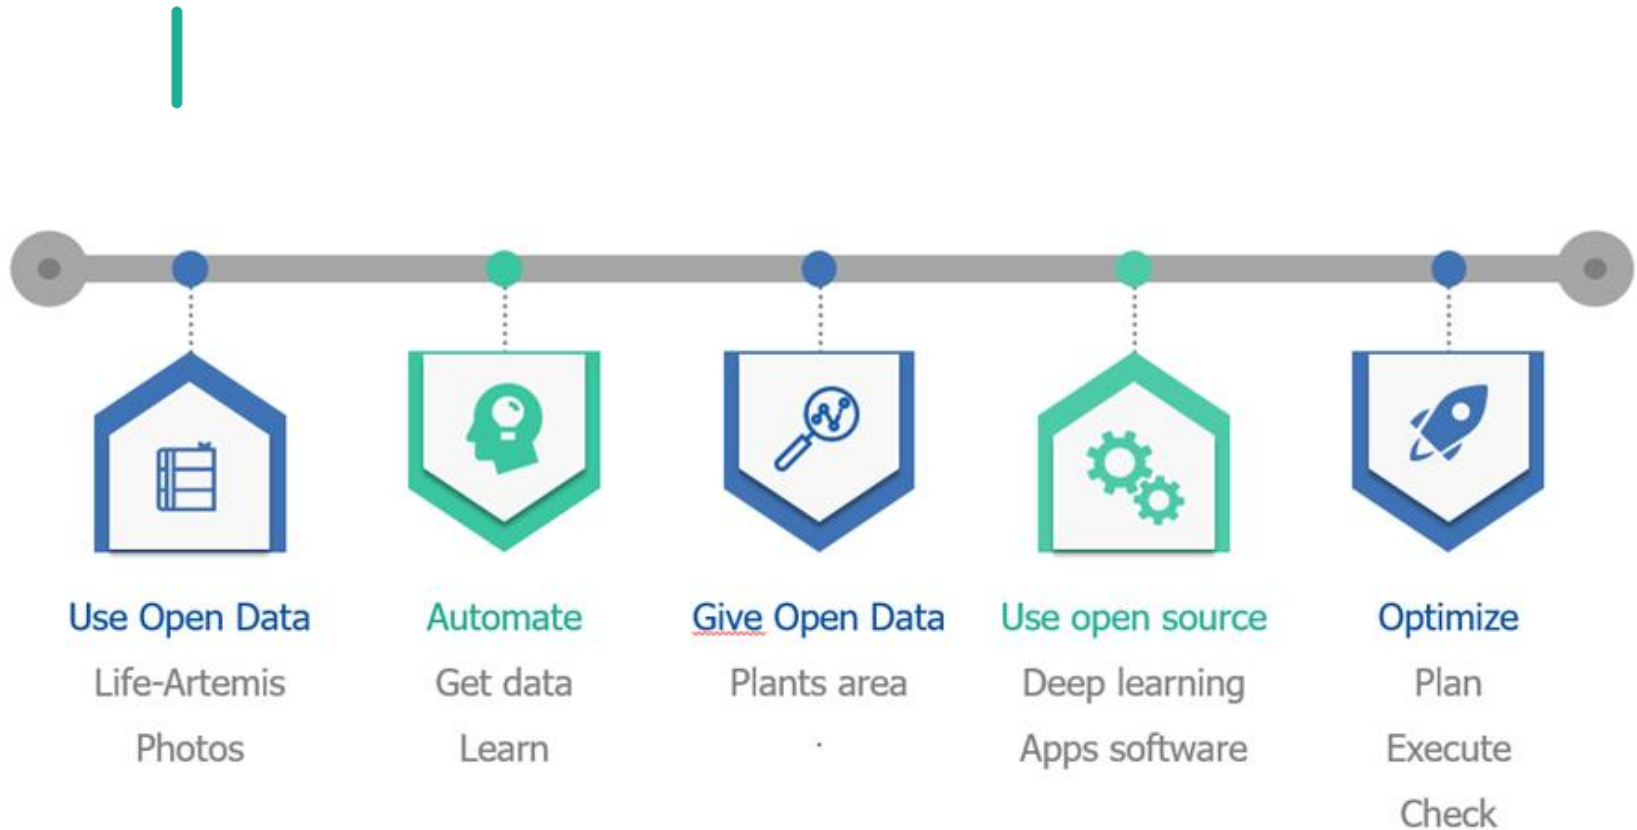 Use Open Data
Life-Artemis
Photos
Automate
Get data
Learn
Give Open Data
Plants area
.
Use open source
Deep learning
Apps software
Optimize
Plan
Execute
Check